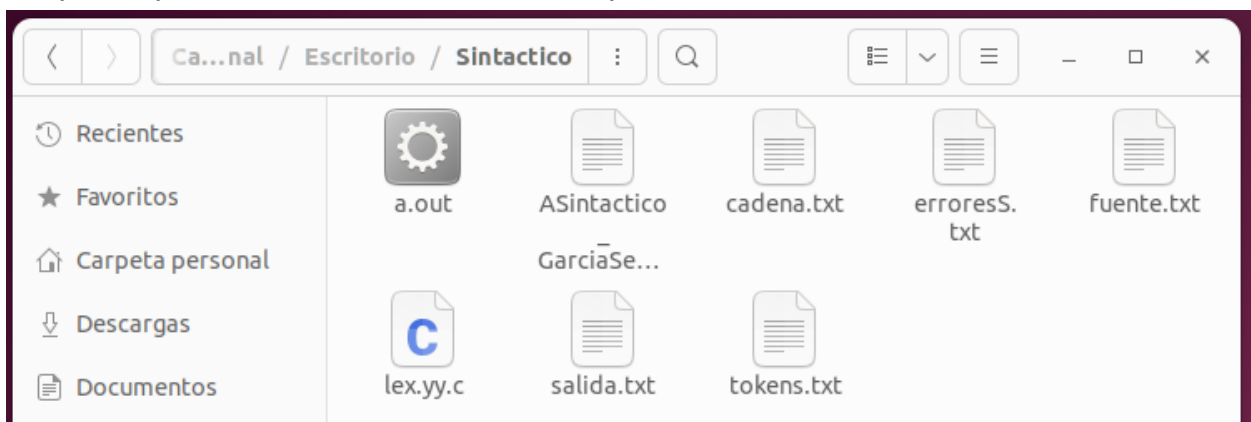 Ca...nal / Escritorio / Sintactico
Recientes
Favoritos
Carpeta personal
Descargas
Documentos
a.out
ASintactico
_
GarciaSe...
cadena.txt
erroresS.
txt
fuente.txt
lex.yy.c
salida.txt
tokens.txt